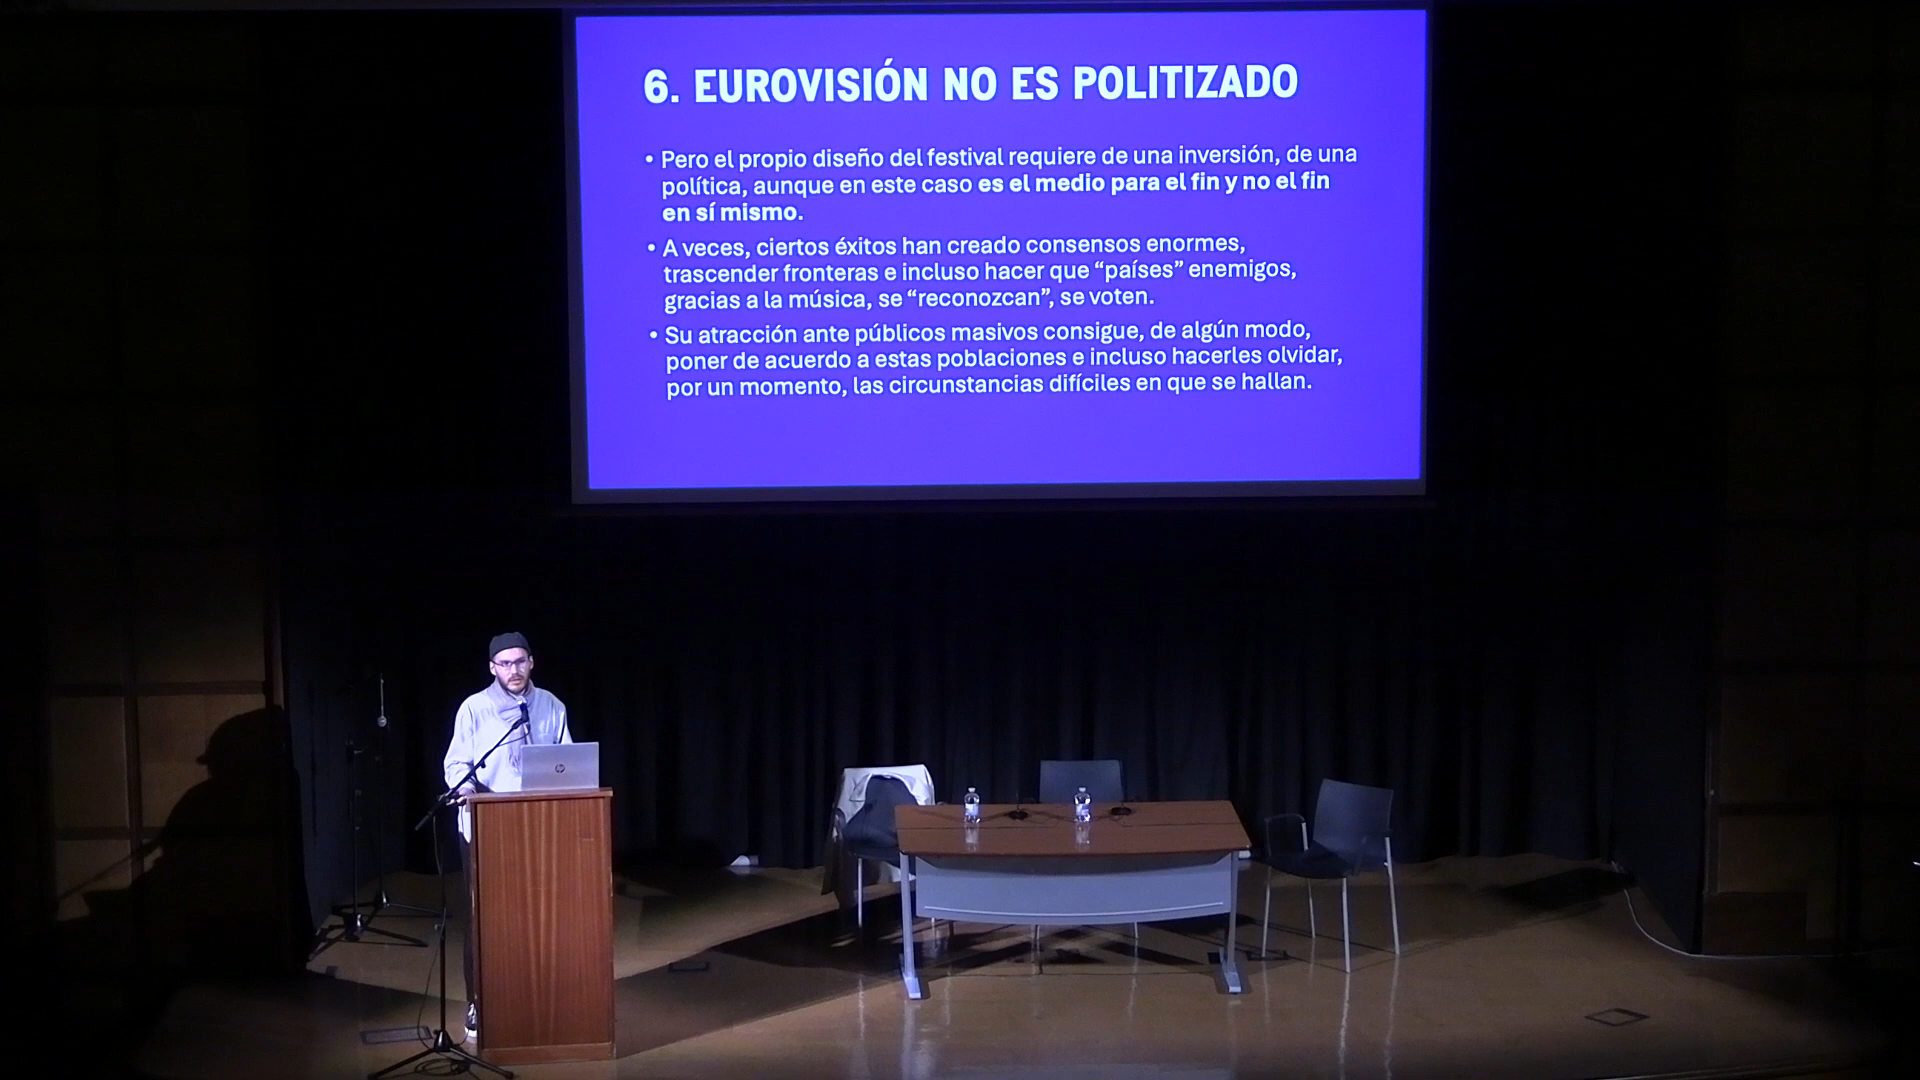 6. EUROVISIÓN NO ES POLITIZADO
• Pero el propio diseño del festival requiere de una inversión, de una
política, aunque en este caso es el medio para el fin y no el fin
en sí mismo.
• A veces, ciertos éxitos han creado consensos enormes,
trascender fronteras e incluso hacer que “países” enemigos,
gracias a la música, se “reconozcan”, se voten.
• Su atracción ante públicos masivos consigue, de algún modo,
poner de acuerdo a estas poblaciones e incluso hacerles olvidar,
por un momento, las circunstancias difíciles en que se hallan.
hp